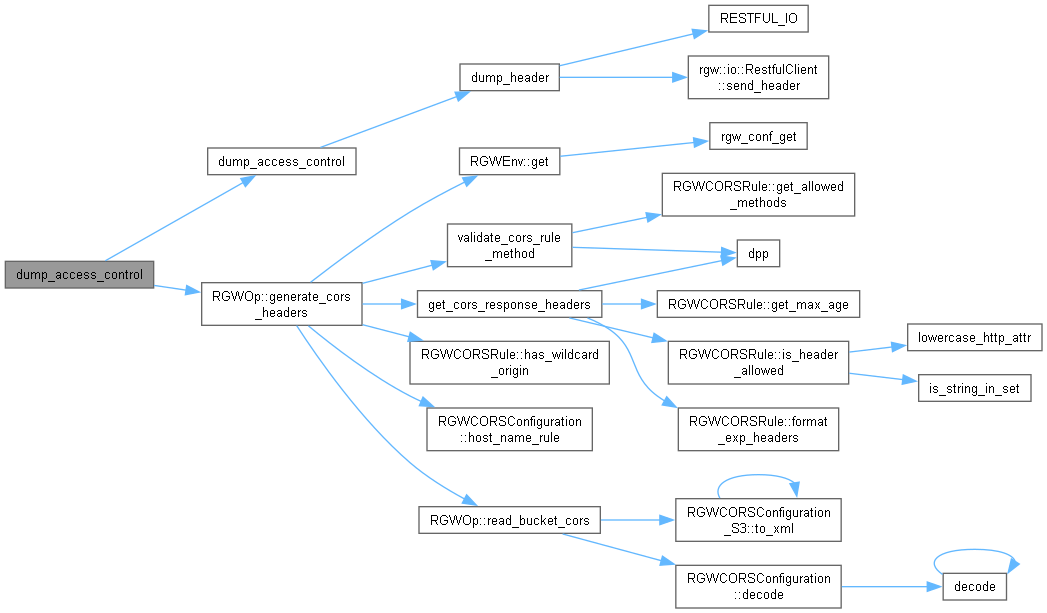 RESTFUL_IO
rgw::io::RestfulClient
::send_header
dump_header
rgw_conf_get
dump_access_control
RGWEnv::get
RGWCORSRule::get_allowed
_methods
validate_cors_rule
_method
dpp
dump_access_control
RGWOp::generate_cors
_headers
get_cors_response_headers
RGWCORSRule::get_max_age
lowercase_http_attr
RGWCORSRule::has_wildcard
_origin
RGWCORSRule::is_header
_allowed
is_string_in_set
RGWCORSConfiguration
::host_name_rule
RGWCORSRule::format
_exp_headers
RGWOp::read_bucket_cors
RGWCORSConfiguration
_S3::to_xml
RGWCORSConfiguration
::decode
decode